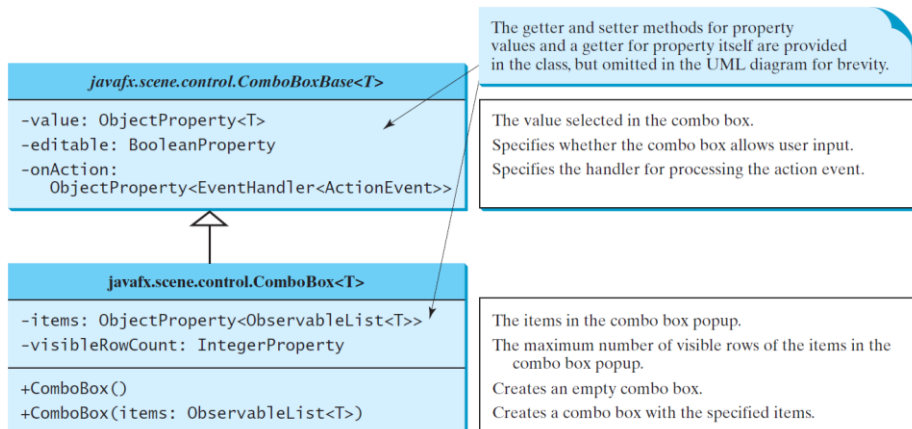 The getter and setter methods for property
values and a getter for property itself are provided
in the class, but omitted in the UML diagram for brevity.
javafx.scene.control.ComboBoxBase<T>
-value: ObjectProperty<T>
-editable: BooleanProperty
-onAction:
ObjectProperty<EventHandler<ActionEvent>>
The value selected in the combo box.
Specifies whether the combo box allows user input.
Specifies the handler for processing the action event.
javafx.scene.control.ComboBox<T>
-items: ObjectProperty<ObservableList<T>>
-visibleRowCount: IntegerProperty
+ComboBox()
+ComboBox(items: ObservableList<T>)
The items in the combo box popup.
The maximum number of visible rows of the items in the
combo box popup.
Creates an empty combo box.
Creates a combo box with the specified items.